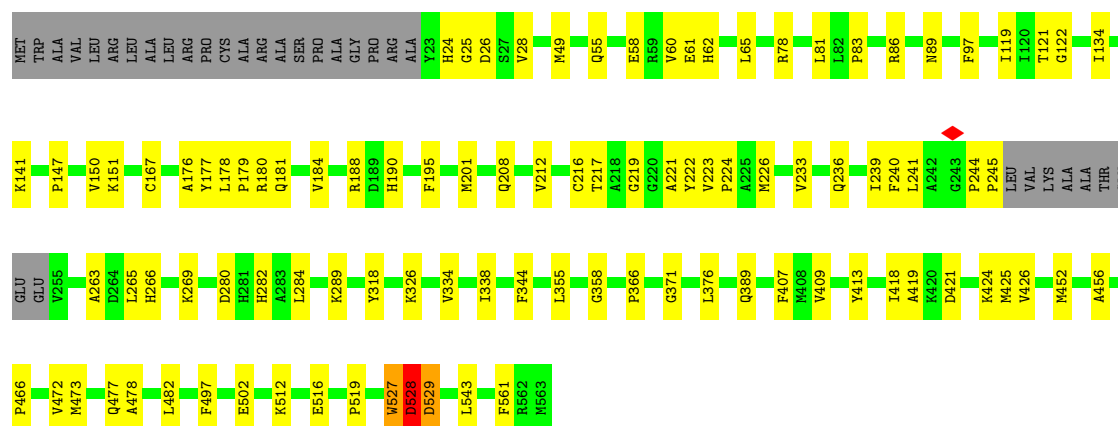 MET TRP ALA VAL LEU ARG LEU ALA LEU ARG PRO CYS ALA ARG ALA SER PRO ALA GLY PRO ARG ALA Y23 H24 G25 D26 S27 V28 M49 Q55 E58 R59 V60 E61 H62 L65 R78 L81 L82 P83 R86 N89 F97 I119 I120 T121 G122 I134
K141 P147 V150 K151 C167 A176 Y177 L178 P179 R180 Q181 V184 R188 D189 H190 F195 M201 Q208 V212 C216 T217 A218 G219 G220 A221 Y222 V223 P224 A225 M226 V233 Q236 I239 F240 L241 A242 G243 P244 P245 LEU VAL LYS ALA ALA THR
GLU GLU V255 A263 D264 L265 H266 K269 D280 H281 H282 A283 L284 K289 Y318 K326 V334 I338 F344 L355 G358 P366 G371 L376 Q389 F407 M408 V409 Y413 I418 A419 K420 D421 K424 M425 V426 M452 A456
P466 V472 M473 Q477 A478 L482 F497 E502 K512 E516 P519 W527 D528 D529 L543 F561 R562 M563